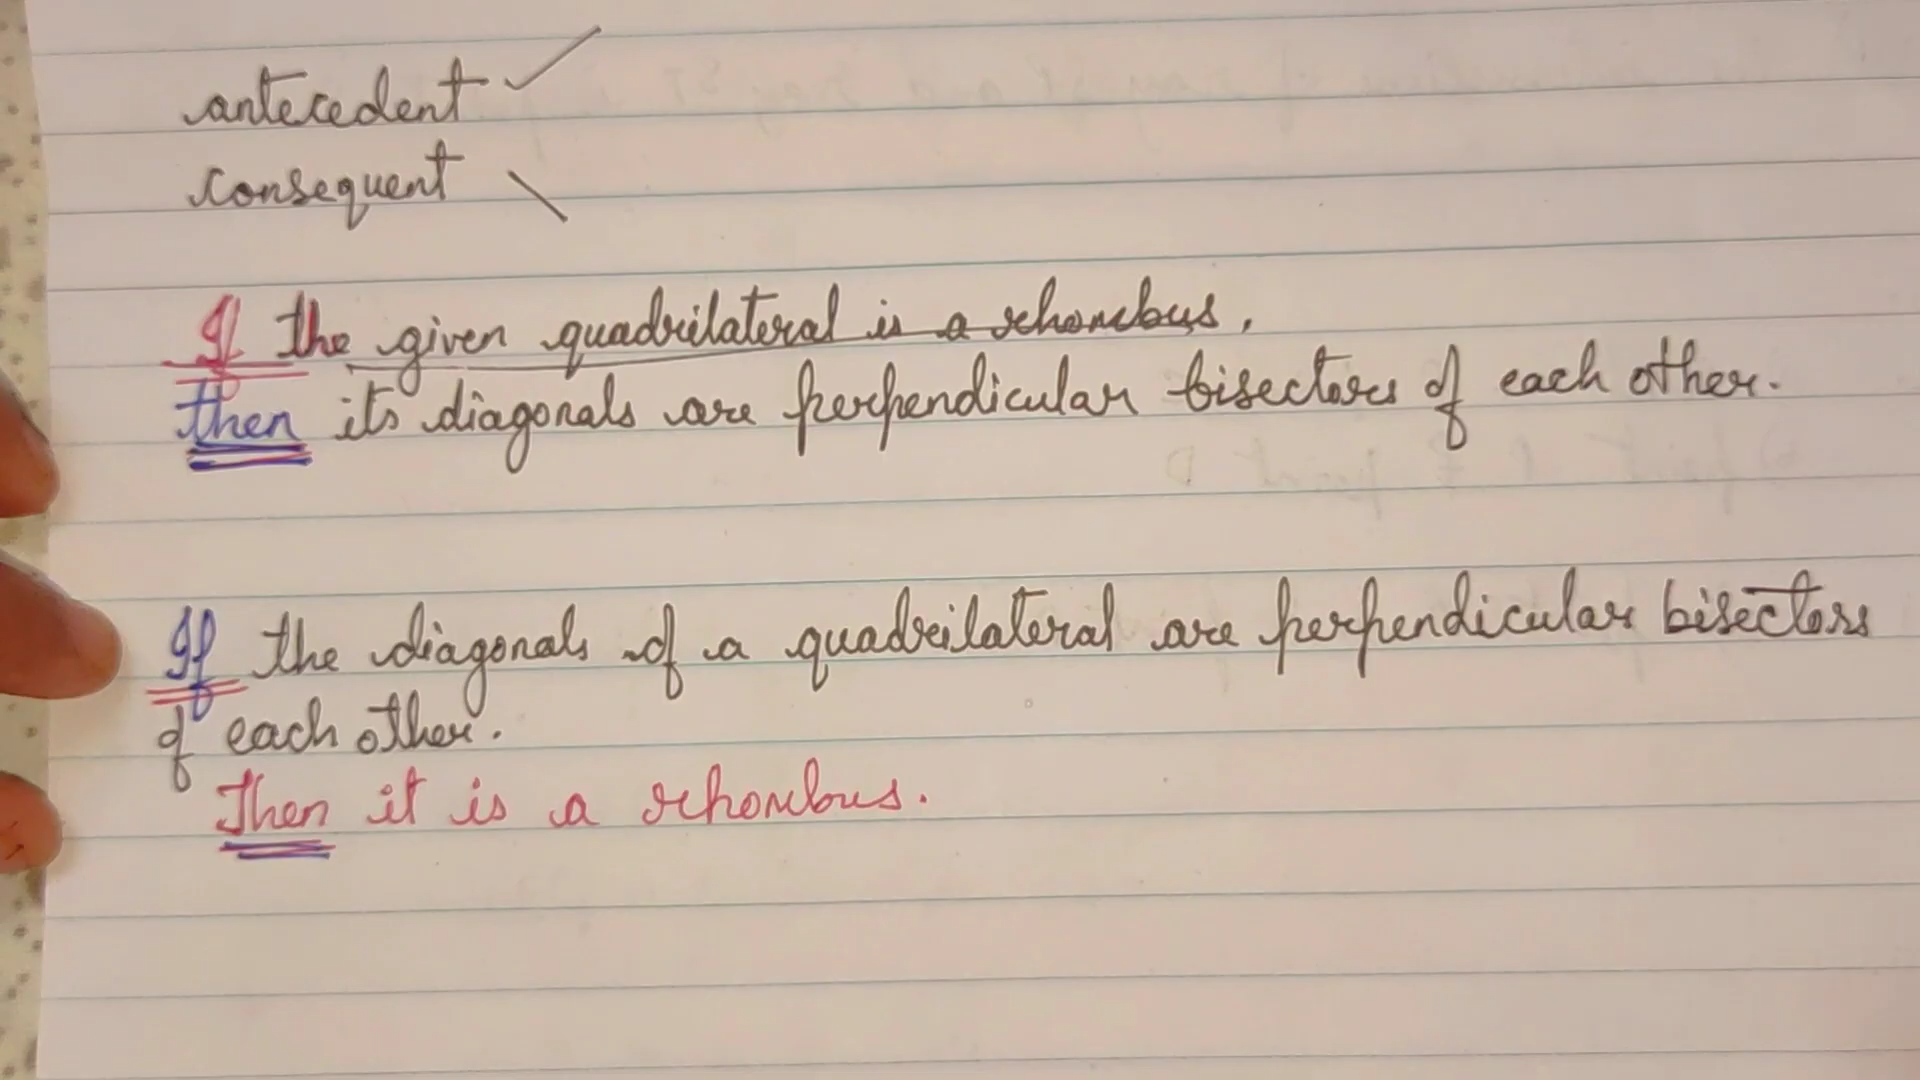 antecedent
consequent
If the given quadrilateral is a rhombus,
then its diagonals are perpendicular bisectors of each other.
If the diagonals of a quadrilateral are perpendicular bisectors
of each other.
Then it is a rhombus.